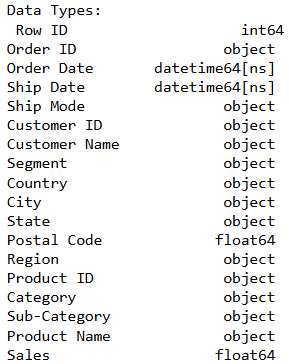 Data Types:
Row ID int64
Order ID object
Order Date datetime64[ns]
Ship Date datetime64[ns]
Ship Mode object
Customer ID object
Customer Name object
Segment object
Country object
City object
State object
Postal Code float64
Region object
Product ID object
Category object
Sub-Category object
Product Name object
Sales float64